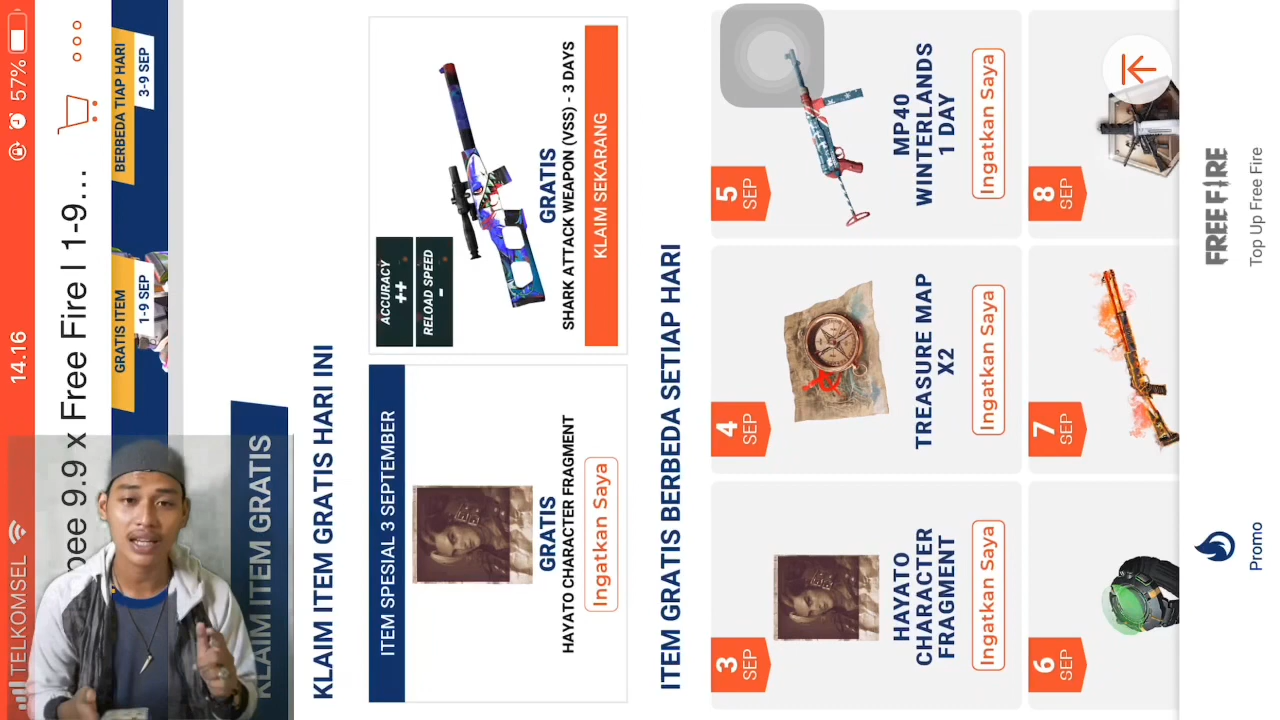 TELKOMSEL
14.16
57%
pee 9.9 x Free Fire I 1-9...
GRATIS ITEM
1-9 SEP
BERBEDA TIAP HARI
3-9 SEP
KLAIM ITEM GRATIS
KLAIM ITEM GRATIS HARI INI
ITEM SPESIAL 3 SEPTEMBER
GRATIS
HAYATO CHARACTER FRAGMENT
Ingatkan Saya
ACCURACY
++
RELOAD SPEED
-
GRATIS
SHARK ATTACK WEAPON (VSS) - 3 DAYS
KLAIM SEKARANG
ITEM GRATIS BERBEDA SETIAP HARI
3
SEP
HAYATO
CHARACTER
FRAGMENT
Ingatkan Saya
4
SEP
TREASURE MAP
X2
Ingatkan Saya
5
SEP
MP40
WINTERLANDS
1 DAY
Ingatkan Saya
6
SEP
7
SEP
8
SEP
Promo
FREE FIRE
Top Up Free Fire